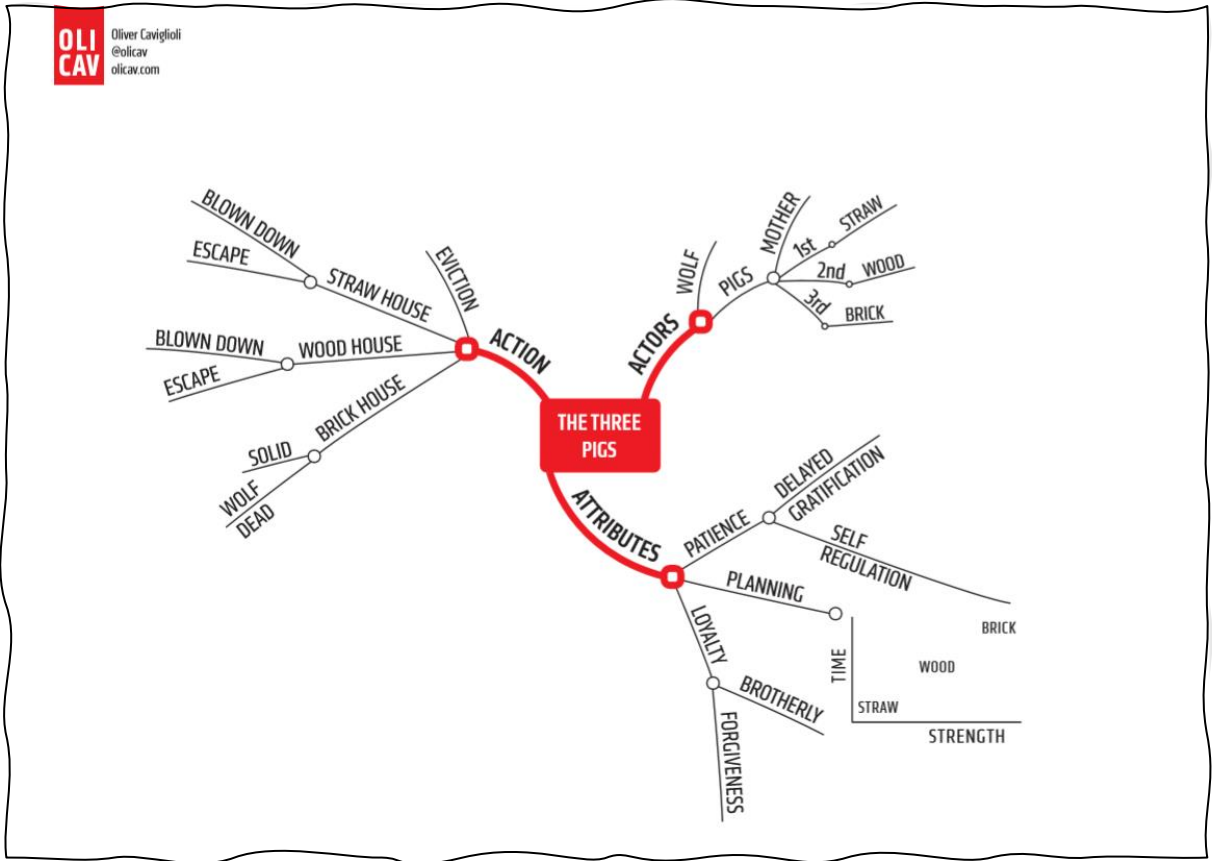 OLI
CAV
Oliver Caviglioli
@olicav
olicav.com
THE THREE
PIGS
ACTION
EVICTION
STRAW HOUSE
BLOWN DOWN
ESCAPE
WOOD HOUSE
BLOWN DOWN
ESCAPE
BRICK HOUSE
SOLID
WOLF
DEAD
ACTORS
WOLF
PIGS
MOTHER
1st
STRAW
2nd
WOOD
3rd
BRICK
ATTRIBUTES
PATIENCE
DELAYED
GRATIFICATION
SELF
REGULATION
PLANNING
TIME
BRICK
WOOD
STRAW
STRENGTH
LOYALTY
BROTHERLY
FORGIVENESS